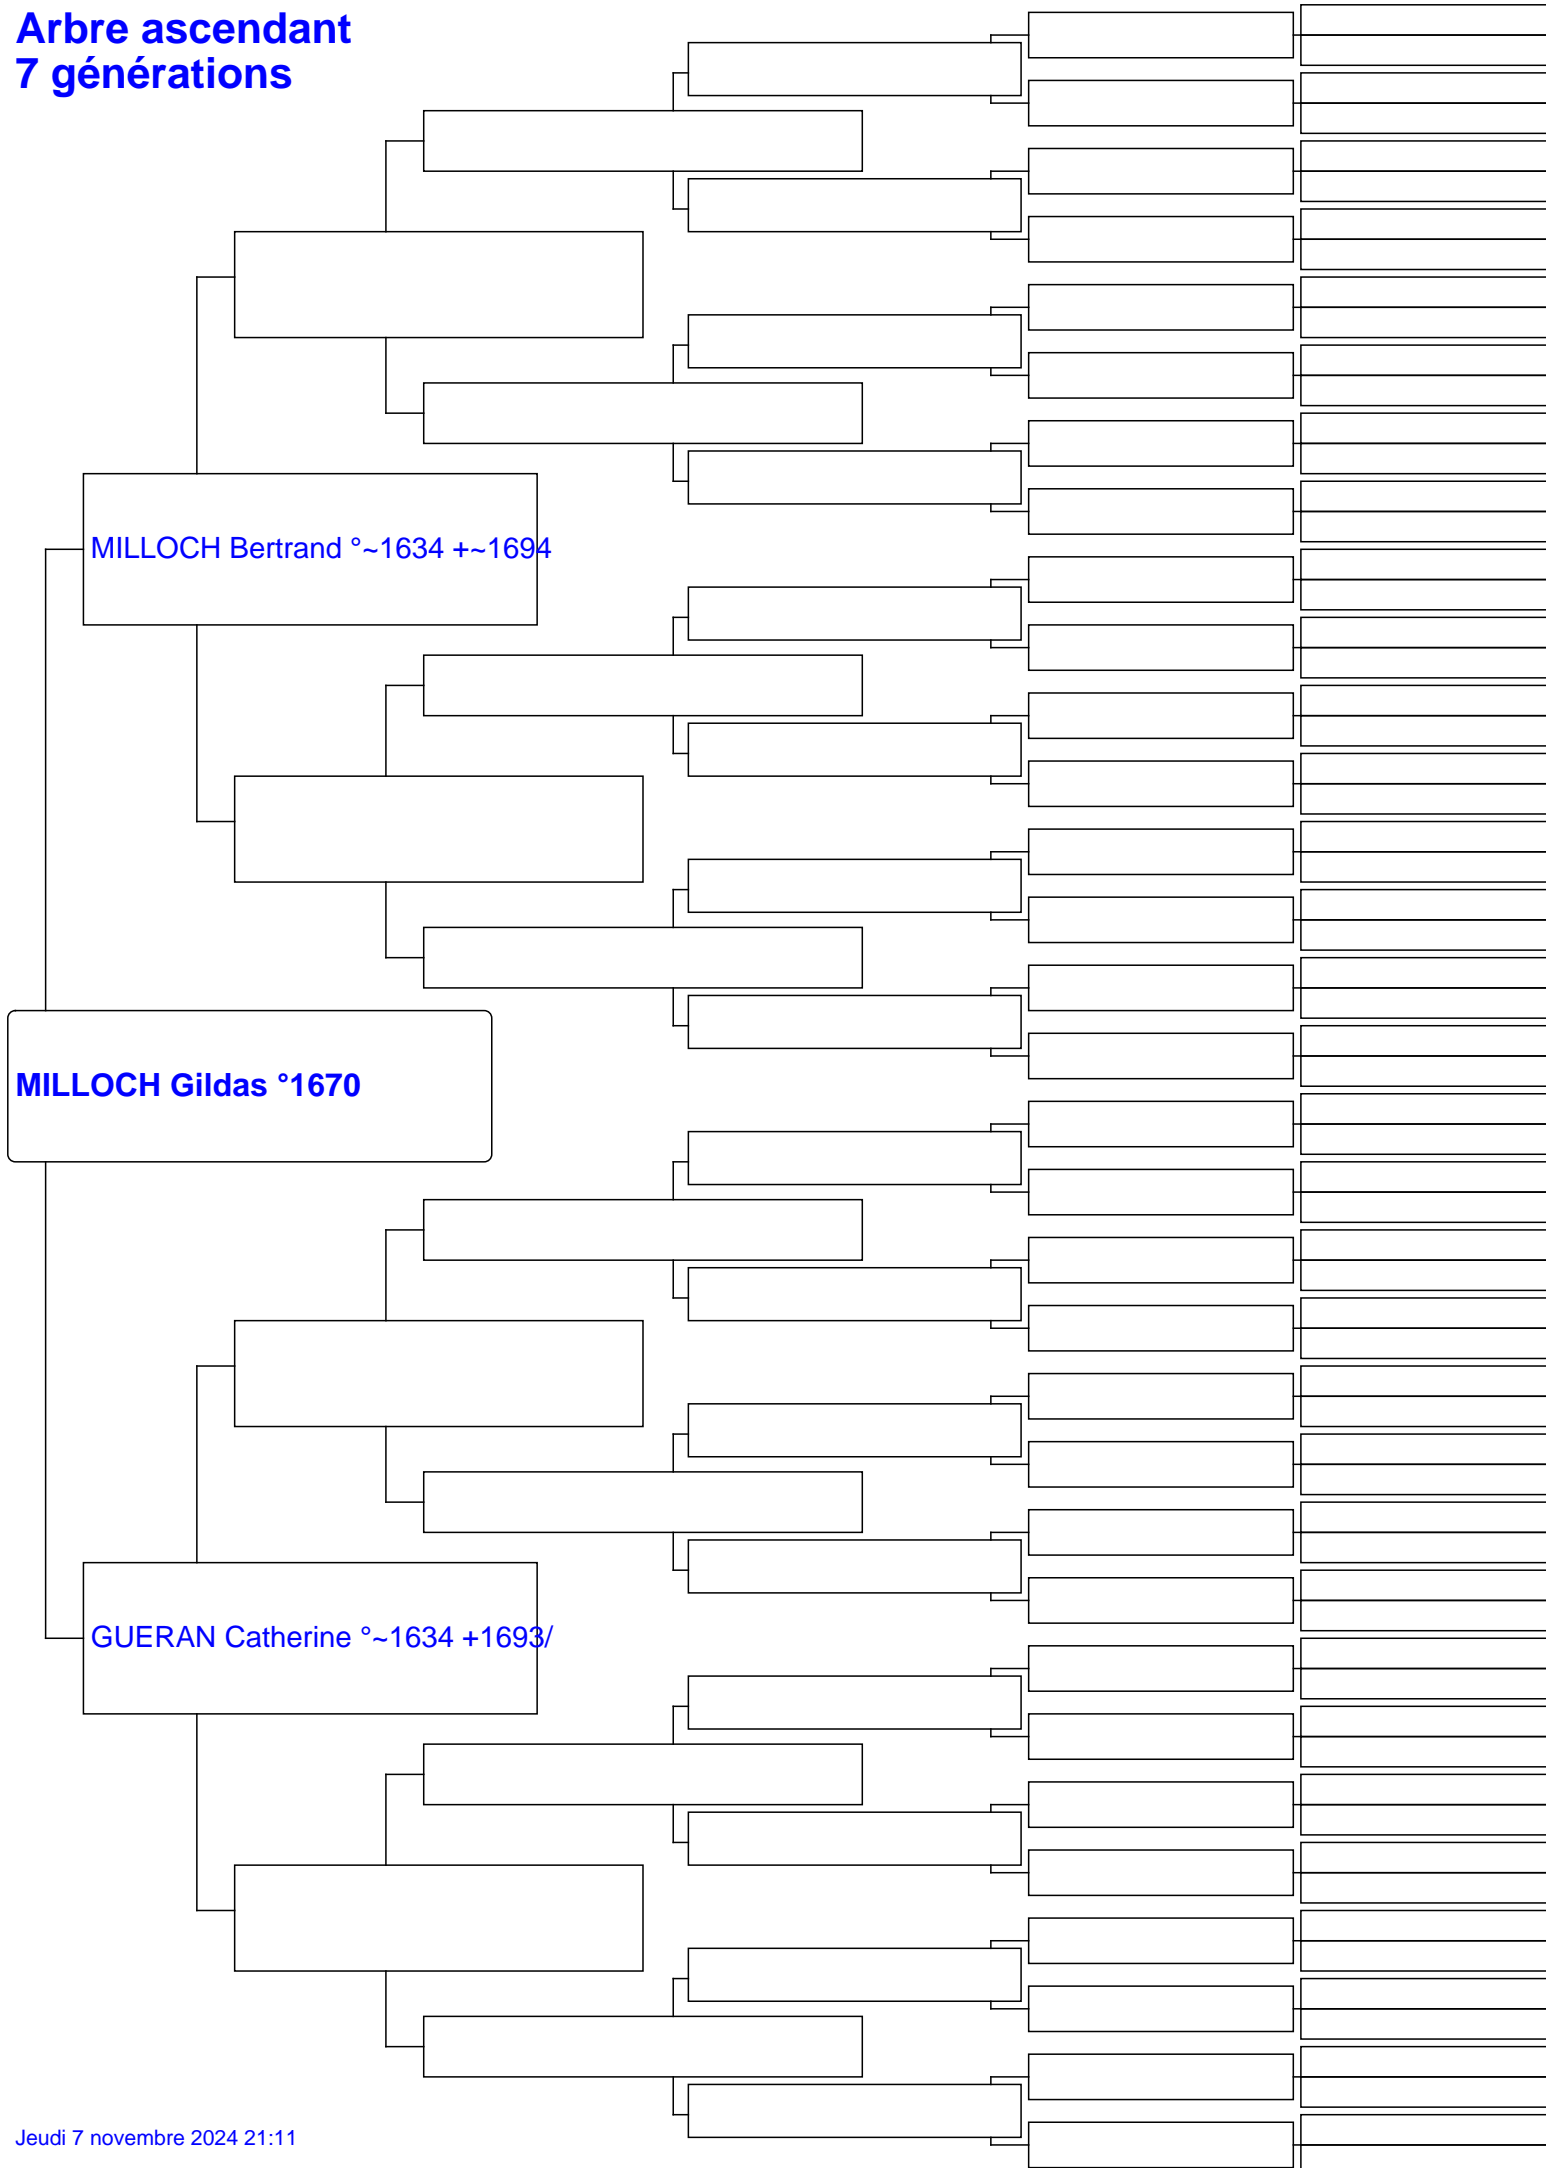 Arbre ascendant
7 générations
MILLOCH Bertrand °~1634 +~1694
MILLOCH Gildas °1670
GUERAN Catherine °~1634 +1693/
Jeudi 7 novembre 2024 21:11